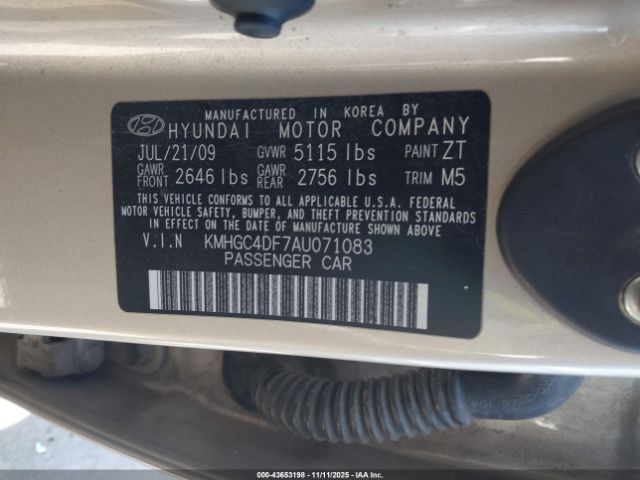 MANUFACTURED IN KOREA BY
HYUNDAI MOTOR COMPANY
JUL/21/09 GVWR 5115 lbs PAINT ZT
GAWR FRONT 2646 lbs GAWR REAR 2756 lbs TRIM M5
THIS VEHICLE CONFORMS TO ALL APPLICABLE U.S.A. FEDERAL
MOTOR VEHICLE SAFETY, BUMPER, AND THEFT PREVENTION STANDARDS
IN EFFECT ON THE DATE OF MANUFACTURE SHOWN ABOVE.
V.I.N KMHGC4DF7AU071083
PASSENGER CAR
000-43653198 - 11/11/2025 - IAAI.com